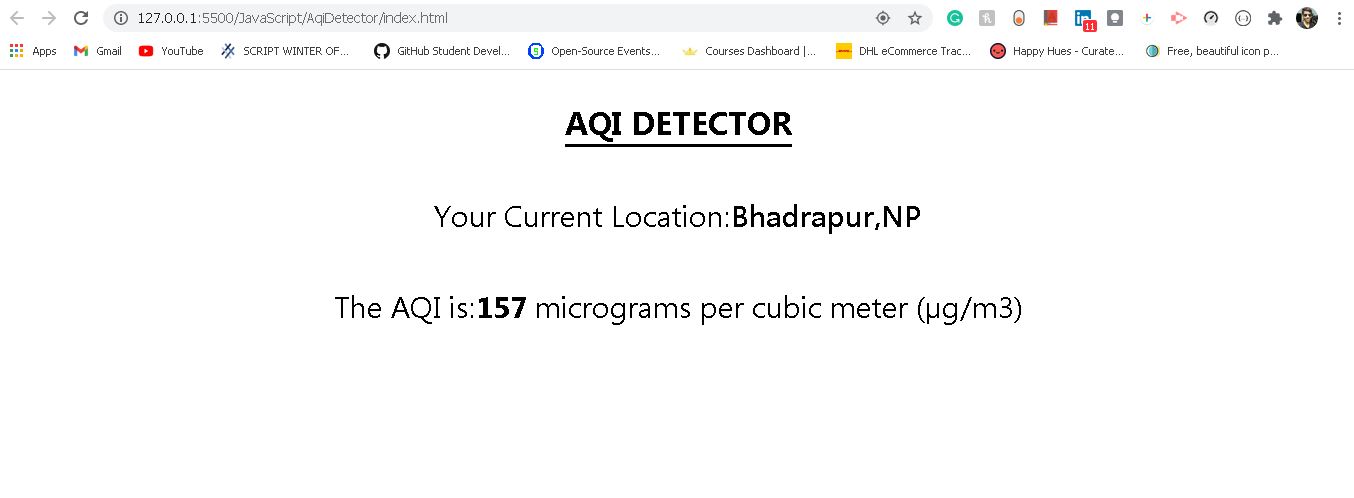 127.0.0.1:5500/JavaScript/AqiDetector/index.html
11
Apps Gmail YouTube SCRIPT WINTER OF... GitHub Student Devel... Open-Source Events... Courses Dashboard |... DHL eCommerce Trac... Happy Hues - Curate... Free, beautiful icon p...
AQI DETECTOR
Your Current Location:Bhadrapur,NP
The AQI is:157 micrograms per cubic meter (µg/m3)